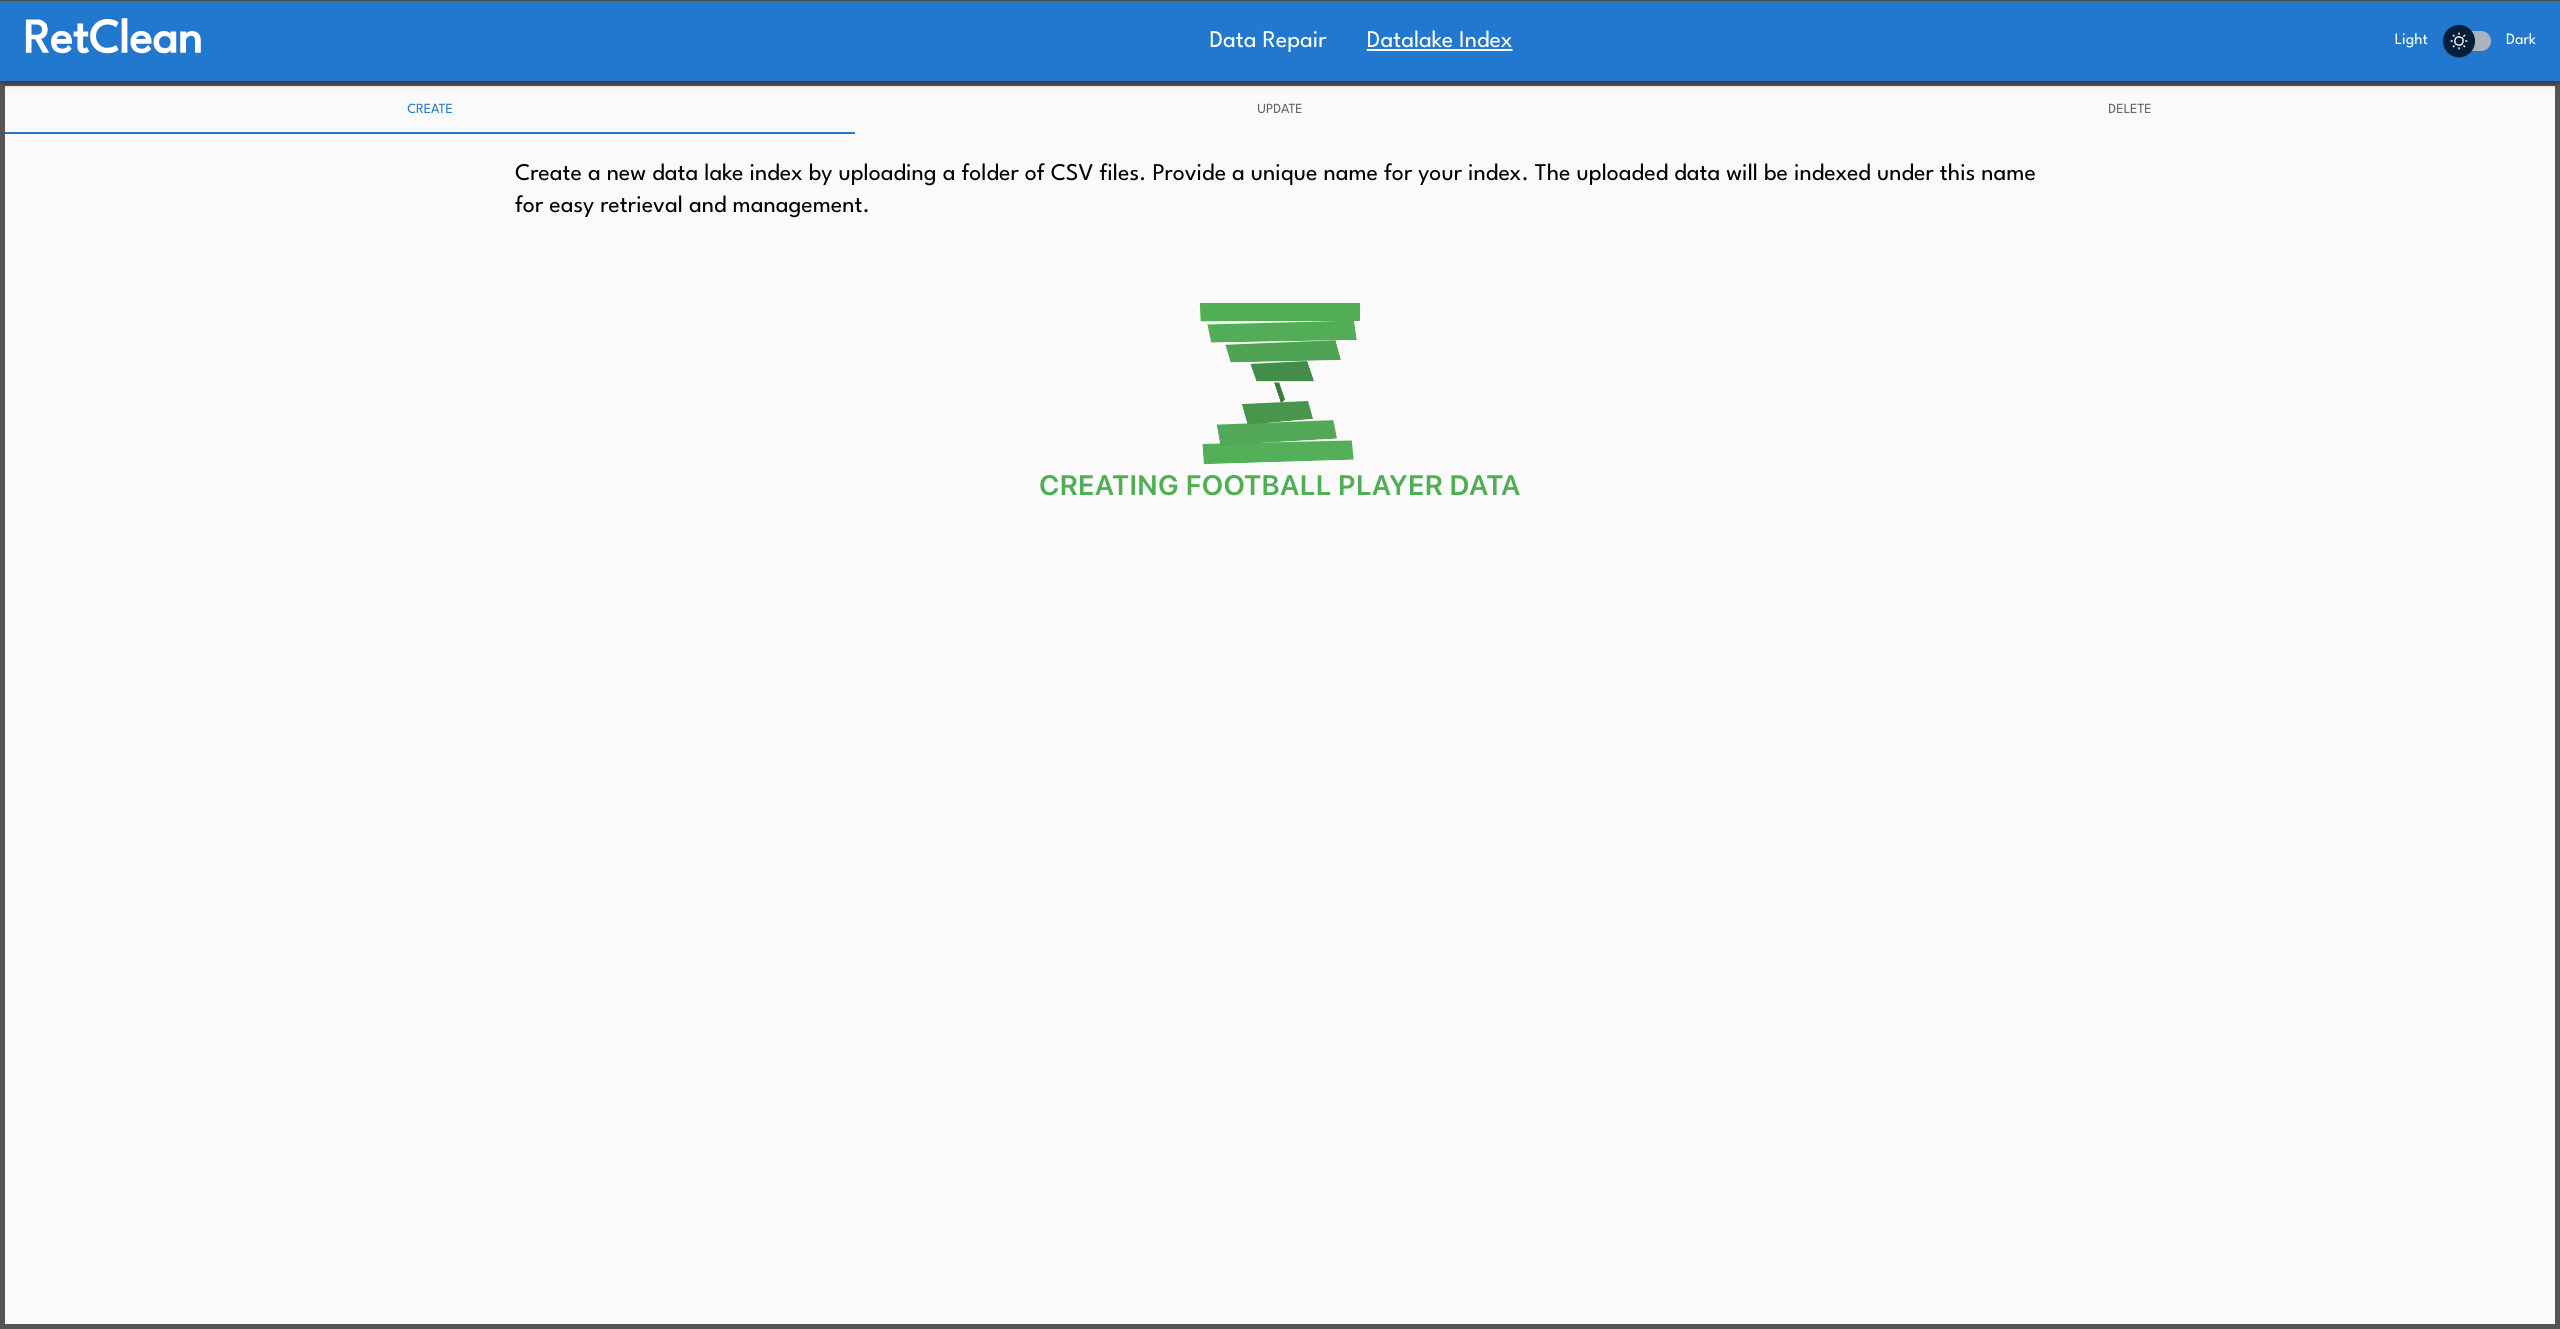 RetClean
Data Repair
Datalake Index
Light
Dark
CREATE
UPDATE
DELETE
Create a new data lake index by uploading a folder of CSV files. Provide a unique name for your index. The uploaded data will be indexed under this name
for easy retrieval and management.
CREATING FOOTBALL PLAYER DATA